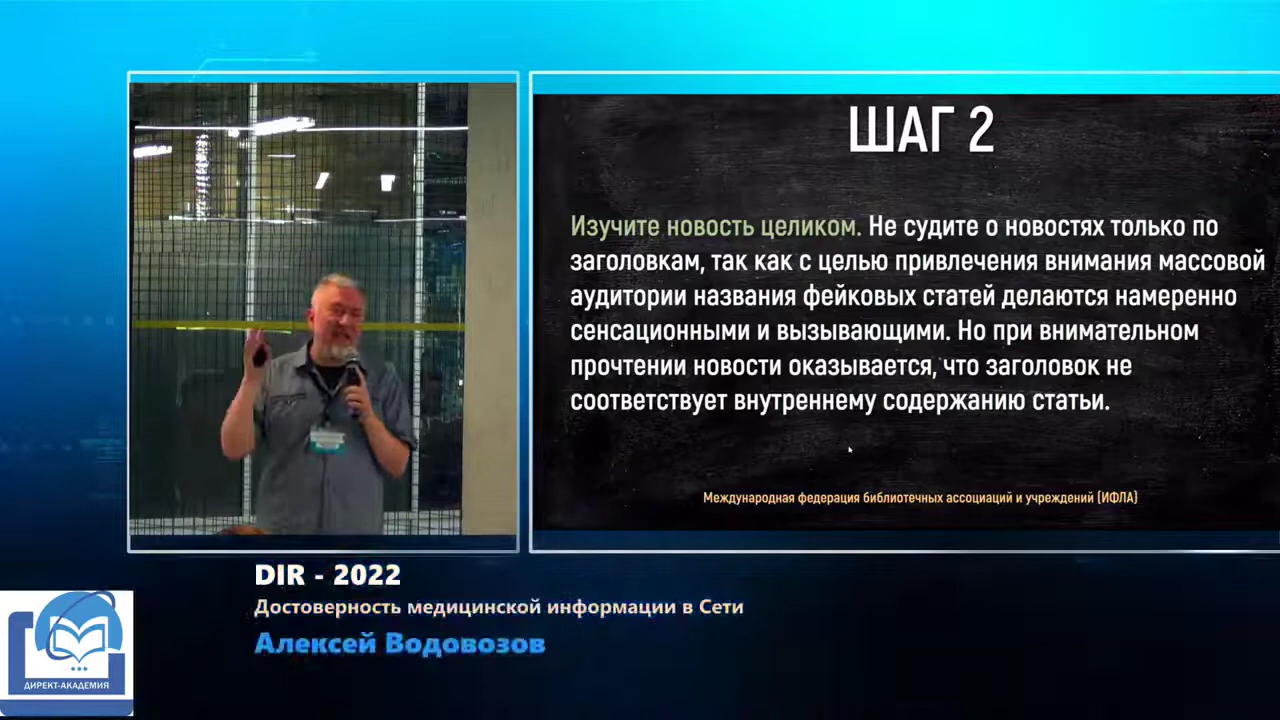 ШАГ 2
Изучите новость целиком. Не судите о новостях только по
заголовкам, так как с целью привлечения внимания массовой
аудитории названия фейковых статей делаются намеренно
сенсационными и вызывающими. Но при внимательном
прочтении новости оказывается, что заголовок не
соответствует внутреннему содержанию статьи.
Международная федерация библиотечных ассоциаций и учреждений (ИФЛА)
DIR - 2022
Достоверность медицинской информации в Сети
Алексей Водовозов
ДИРЕКТ-АКАДЕМИЯ